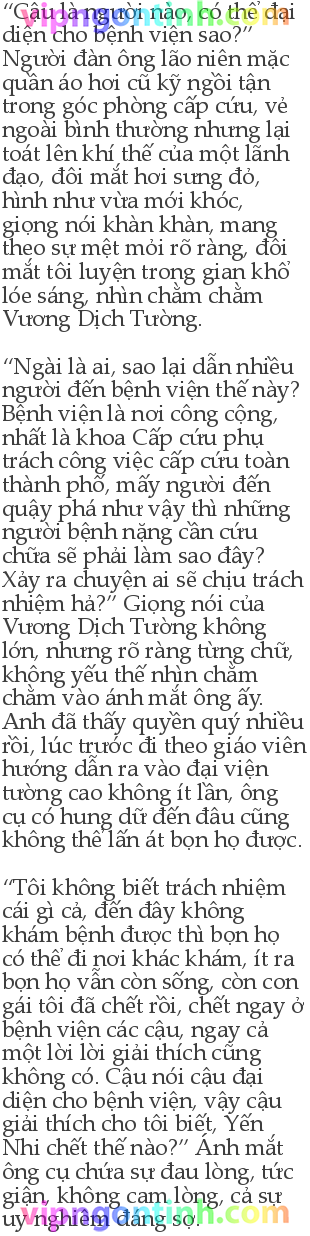 “Cậu là người nào, có thể đại
diện cho bệnh viện sao?”
Người đàn ông lão niên mặc
quần áo hơi cũ kỹ ngồi tận
trong góc phòng cấp cứu, vẻ
ngoài bình thường nhưng lại
toát lên khí thế của một lãnh
đạo, đôi mắt hơi sưng đỏ,
hình như vừa mới khóc,
giọng nói khàn khàn, mang
theo sự mệt mỏi rõ ràng, đôi
mắt tôi luyện trong gian khổ
lóe sáng, nhìn chằm chằm
Vương Dịch Tường.
“Ngài là ai, sao lại dẫn nhiều
người đến bệnh viện thế này?
Bệnh viện là nơi công cộng,
nhất là khoa Cấp cứu phụ
trách công việc cấp cứu toàn
thành phố, mấy người đến
quậy phá như vậy thì những
người bệnh nặng cần cứu
chữa sẽ phải làm sao đây?
Xảy ra chuyện ai sẽ chịu trách
nhiệm hả?” Giọng nói của
Vương Dịch Tường không
lớn, nhưng rõ ràng từng chữ,
không yếu thế nhìn chằm
chằm vào ánh mắt ông ấy.
Anh đã thấy quyền quý nhiều
rồi, lúc trước đi theo giáo viên
hướng dẫn ra vào đại viện
tường cao không ít lần, ông
cụ có hung dữ đến đâu cũng
không thể lấn át bọn họ được.
“Tôi không biết trách nhiệm
cái gì cả, đến đây không
khám bệnh được thì bọn họ
có thể đi nơi khác khám, ít ra
bọn họ vẫn còn sống, còn con
gái tôi đã chết rồi, chết ngay ở
bệnh viện các cậu, ngay cả
một lời lời giải thích cũng
không có. Cậu nói cậu đại
diện cho bệnh viện, vậy cậu
giải thích cho tôi biết, Yến
Nhi chết thế nào?” Ánh mắt
ông cụ chứa sự đau lòng, tức
giận, không cam lòng, cả sự
uy nghiêm đáng sợ.
vipngontinh.com
vipngontinh.com